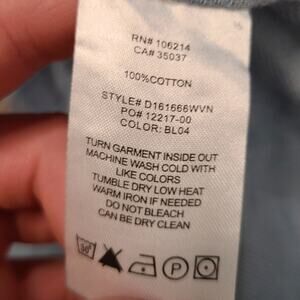 RN# 106214
CA# 35037
100%COTTON
STYLE# D161666WVN
PO# 12217-00
COLOR: BL04
TURN GARMENT INSIDE OUT
MACHINE WASH COLD WITH
LIKE COLORS
TUMBLE DRY LOW HEAT
WARM IRON IF NEEDED
DO NOT BLEACH
CAN BE DRY CLEAN
30°
P